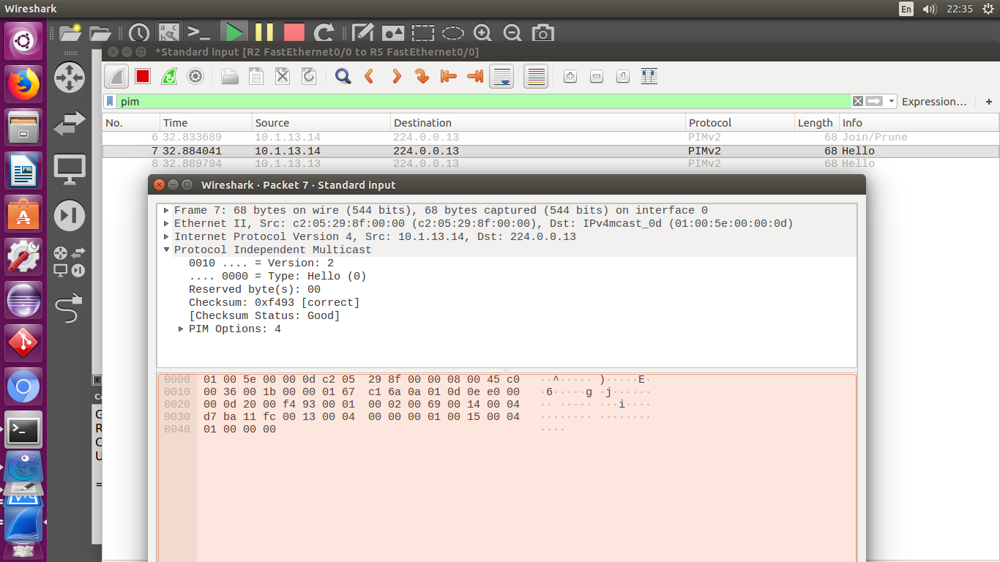 Wireshark
En
22:35
*Standard input [R2 FastEthernet0/0 to R5 FastEthernet0/0]
pim
Expression…
+
No. Time Source Destination Protocol Length Info
6 32.833689 10.1.13.14 224.0.0.13 PIMv2 68 Join/Prune
7 32.884041 10.1.13.14 224.0.0.13 PIMv2 68 Hello
8 32.889794 10.1.13.13 224.0.0.13 PIMv2 68 Hello
Wireshark · Packet 7 · Standard input
Frame 7: 68 bytes on wire (544 bits), 68 bytes captured (544 bits) on interface 0
Ethernet II, Src: c2:05:29:8f:00:00 (c2:05:29:8f:00:00), Dst: IPv4mcast_0d (01:00:5e:00:00:0d)
Internet Protocol Version 4, Src: 10.1.13.14, Dst: 224.0.0.13
Protocol Independent Multicast
0010 .... = Version: 2
.... 0000 = Type: Hello (0)
Reserved byte(s): 00
Checksum: 0xf493 [correct]
[Checksum Status: Good]
PIM Options: 4
0000 01 00 5e 00 00 0d c2 05 29 8f 00 00 08 00 45 c0 ··^····· )·····E·
0010 00 36 00 1b 00 00 01 67 c1 6a 0a 01 0d 0e e0 00 ·6·····g ·j······
0020 00 0d 20 00 f4 93 00 01 00 02 00 69 00 14 00 04 ·· ····· ···i····
0030 d7 ba 11 fc 00 13 00 04 00 00 00 01 00 15 00 04 ········ ········
0040 01 00 00 00 ····